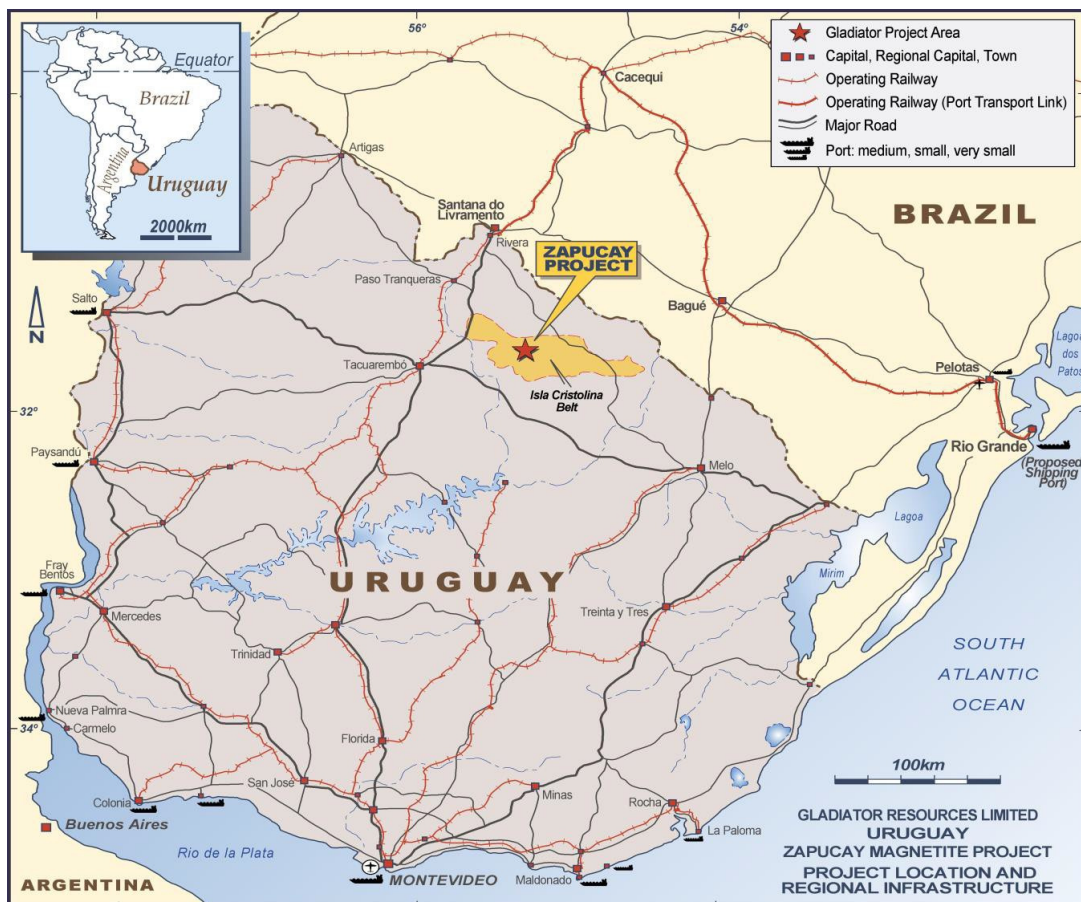 56°
54°
Equator
Brazil
Argentina
Uruguay
2000km
Gladiator Project Area
Capital, Regional Capital, Town
Operating Railway
Operating Railway (Port Transport Link)
Major Road
Port: medium, small, very small
Cacequi
Artigas
Santana do
Livramento
Rivera
BRAZIL
ZAPUCAY
PROJECT
Paso Tranqueras
N
Salto
Bagué
Lagoa
dos
Patos
Tacuarembó
Isla Cristolina
Belt
Pelotas
32°
Rio Grande
(Proposed
Shipping
Port)
Paysandú
Melo
Lagoa
Mirim
Fray
Bentos
URUGUAY
Mercedes
Treinta y Tres
Trinidad
SOUTH
ATLANTIC
OCEAN
Nueva Palmra
Carmelo
34°
Florida
San José
Minas
100km
Colonia
Rocha
La Paloma
Buenos Aires
Rio de la Plata
MONTEVIDEO
Maldonado
ARGENTINA
GLADIATOR RESOURCES LIMITED
URUGUAY
ZAPUCAY MAGNETITE PROJECT
PROJECT LOCATION AND
REGIONAL INFRASTRUCTURE